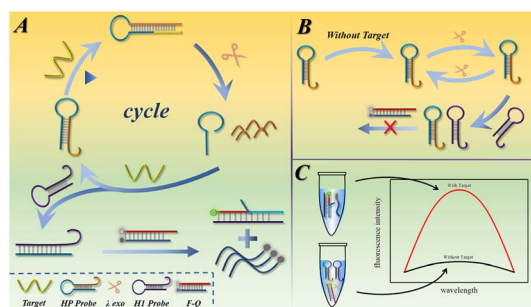 A
cycle
Target
HP Probe
λ exo
H1 Probe
F-Q
B
Without Target
C
fluorescence intensity
With Target
Without Target
wavelength